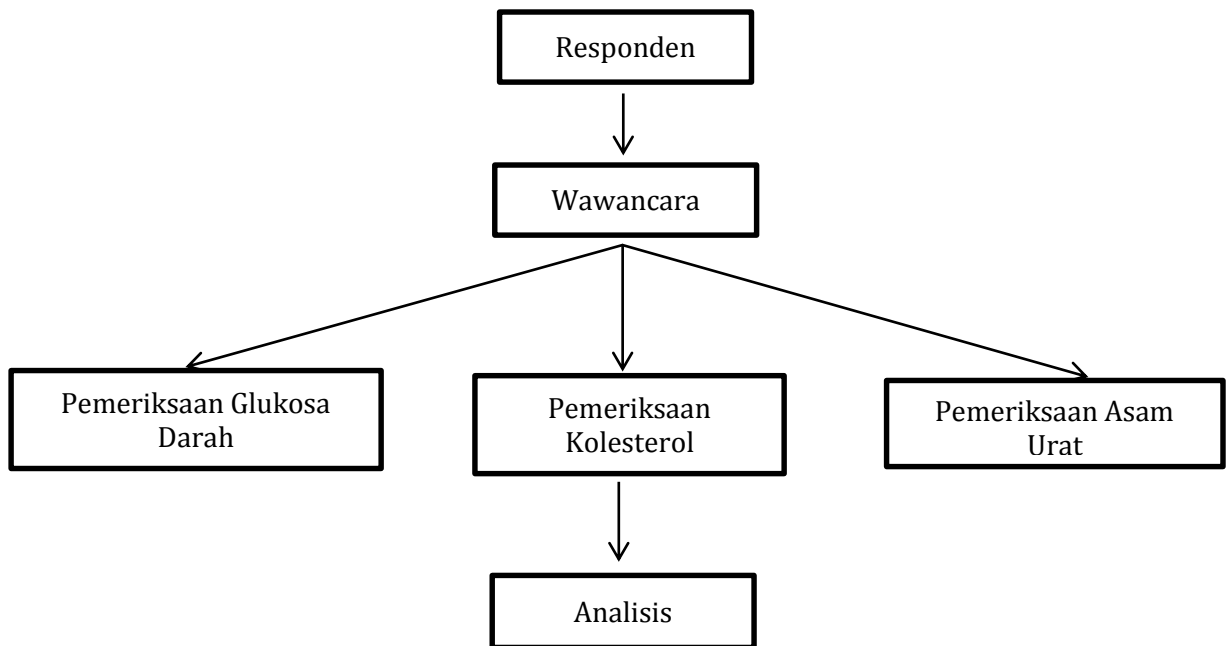 Responden
Wawancara
Pemeriksaan Glukosa
Darah
Pemeriksaan
Kolesterol
Pemeriksaan Asam
Urat
Analisis